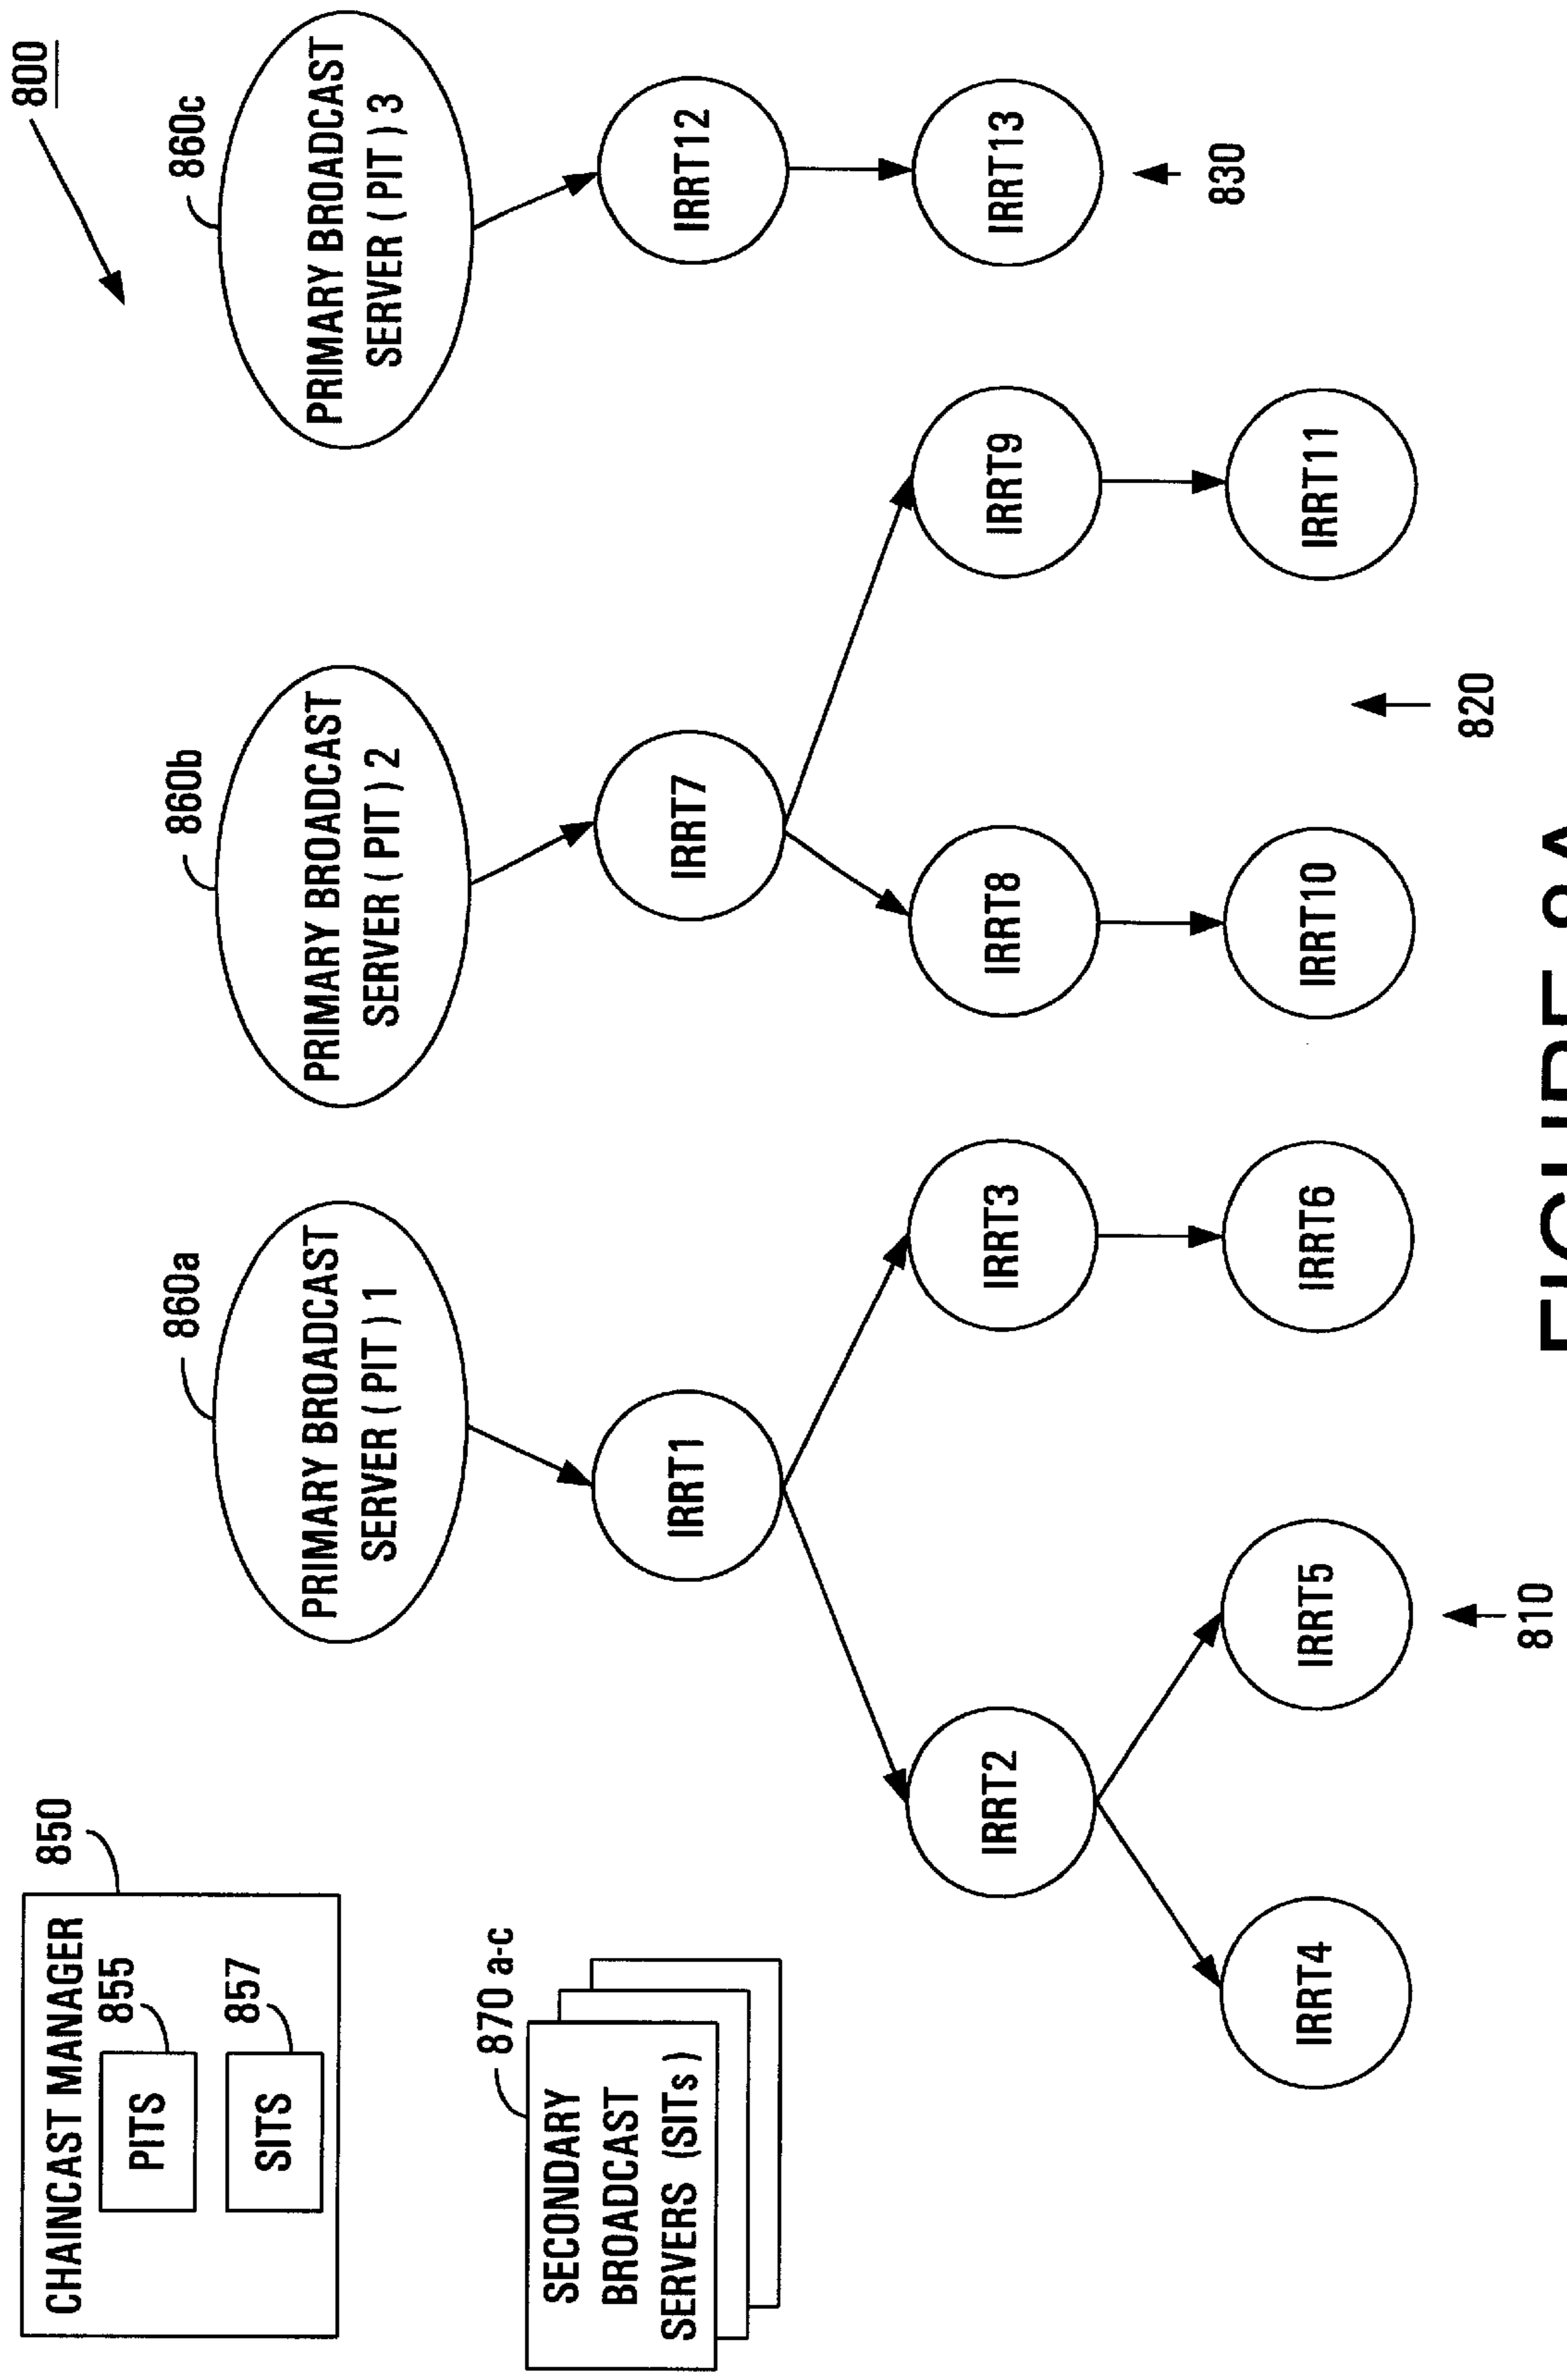 800
CHAINCAST MANAGER
850
PITS
855
SITS
857
860a
PRIMARY BROADCAST
SERVER ( PIT ) 1
860b
PRIMARY BROADCAST
SERVER ( PIT ) 2
860c
PRIMARY BROADCAST
SERVER ( PIT ) 3
870 a-c
SECONDARY
BROADCAST
SERVERS (SITs)
IRRT1
IRRT7
IRRT12
IRRT2
IRRT3
IRRT8
IRRT9
IRRT13
830
IRRT4
IRRT5
IRRT6
IRRT10
IRRT11
810
820
FIGURE